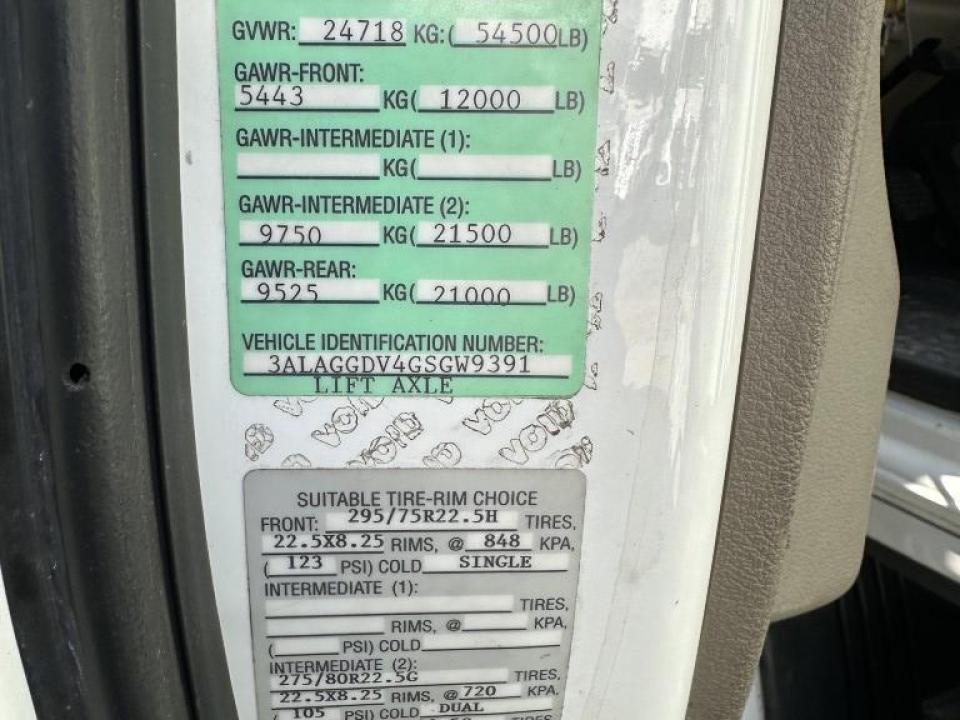 GVWR: 24718 KG: ( 54500 LB)
GAWR-FRONT:
5443 KG( 12000 LB)
GAWR-INTERMEDIATE (1):
KG( LB)
GAWR-INTERMEDIATE (2):
9750 KG( 21500 LB)
GAWR-REAR:
9525 KG( 21000 LB)
VEHICLE IDENTIFICATION NUMBER:
3ALAGGDV4GSGW9391
LIFT AXLE
VOID VOID VOID VOID
SUITABLE TIRE-RIM CHOICE
FRONT: 295/75R22.5H TIRES,
22.5X8.25 RIMS, @ 848 KPA,
( 123 PSI) COLD SINGLE
INTERMEDIATE (1):
TIRES,
RIMS, @ KPA,
( PSI) COLD
INTERMEDIATE (2):
275/80R22.5G TIRES,
22.5X8.25 RIMS, @ 720 KPA,
( 105 PSI) COLD DUAL